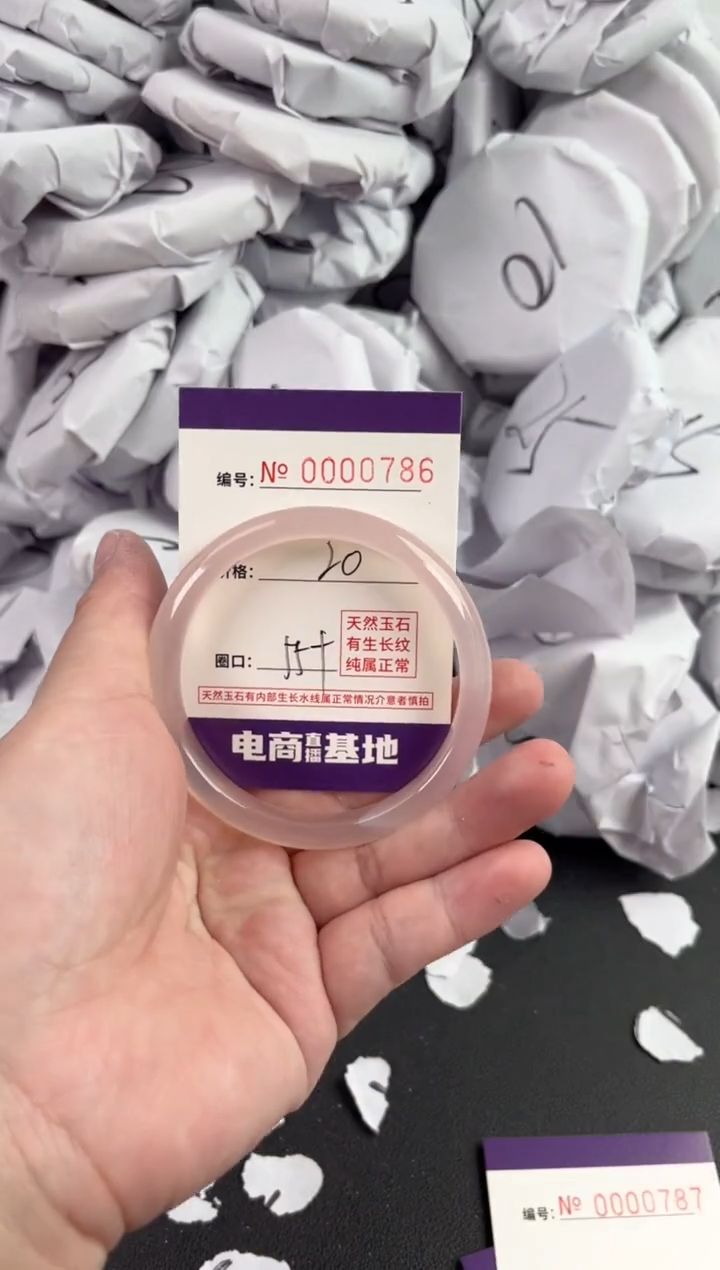 编号: № 0000786
格: 20
圈口: 55+
天然玉石
有生长纹
纯属正常
天然玉石有内部生长水线属正常情况介意者慎拍
电商直播基地
编号: № 0000787